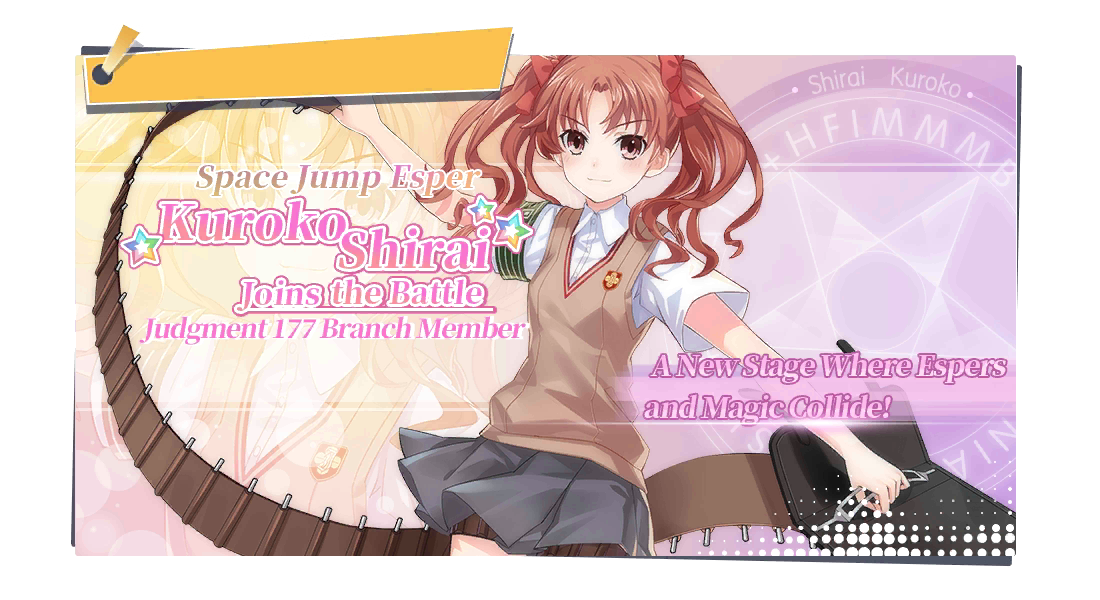 Shirai Kuroko
HFIMMMB
Space Jump Esper
Kuroko
Shirai
Joins the Battle
Judgment 177 Branch Member
A New Stage Where Espers
and Magic Collide!